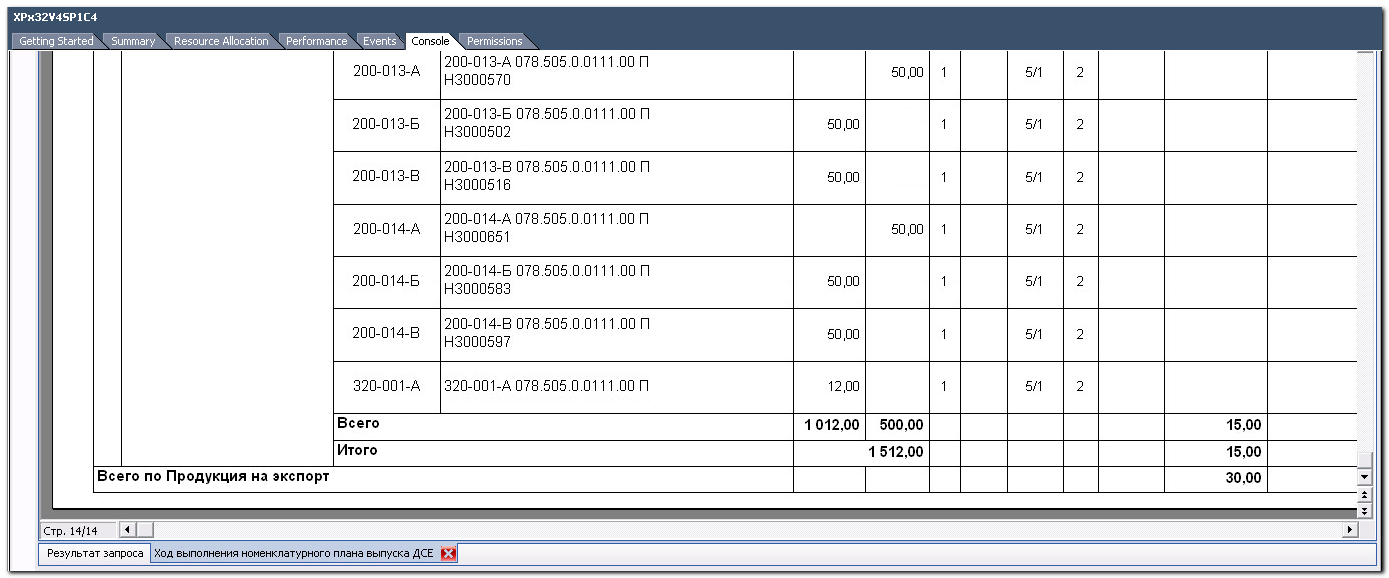 XPx32V4SP1C4
Getting Started Summary Resource Allocation Performance Events Console Permissions
200-013-А 200-013-А 078.505.0.0111.00 П 50,00 1 5/1 2
Н3000570
200-013-Б 200-013-Б 078.505.0.0111.00 П 50,00 1 5/1 2
Н3000502
200-013-В 200-013-В 078.505.0.0111.00 П 50,00 1 5/1 2
Н3000516
200-014-А 200-014-А 078.505.0.0111.00 П 50,00 1 5/1 2
Н3000651
200-014-Б 200-014-Б 078.505.0.0111.00 П 50,00 1 5/1 2
Н3000583
200-014-В 200-014-В 078.505.0.0111.00 П 50,00 1 5/1 2
Н3000597
320-001-А 320-001-А 078.505.0.0111.00 П 12,00 1 5/1 2
Всего 1 012,00 500,00 15,00
Итого 1 512,00 15,00
Всего по Продукция на экспорт 30,00
Стр. 14/14
Результат запроса Ход выполнения номенклатурного плана выпуска ДСЕ